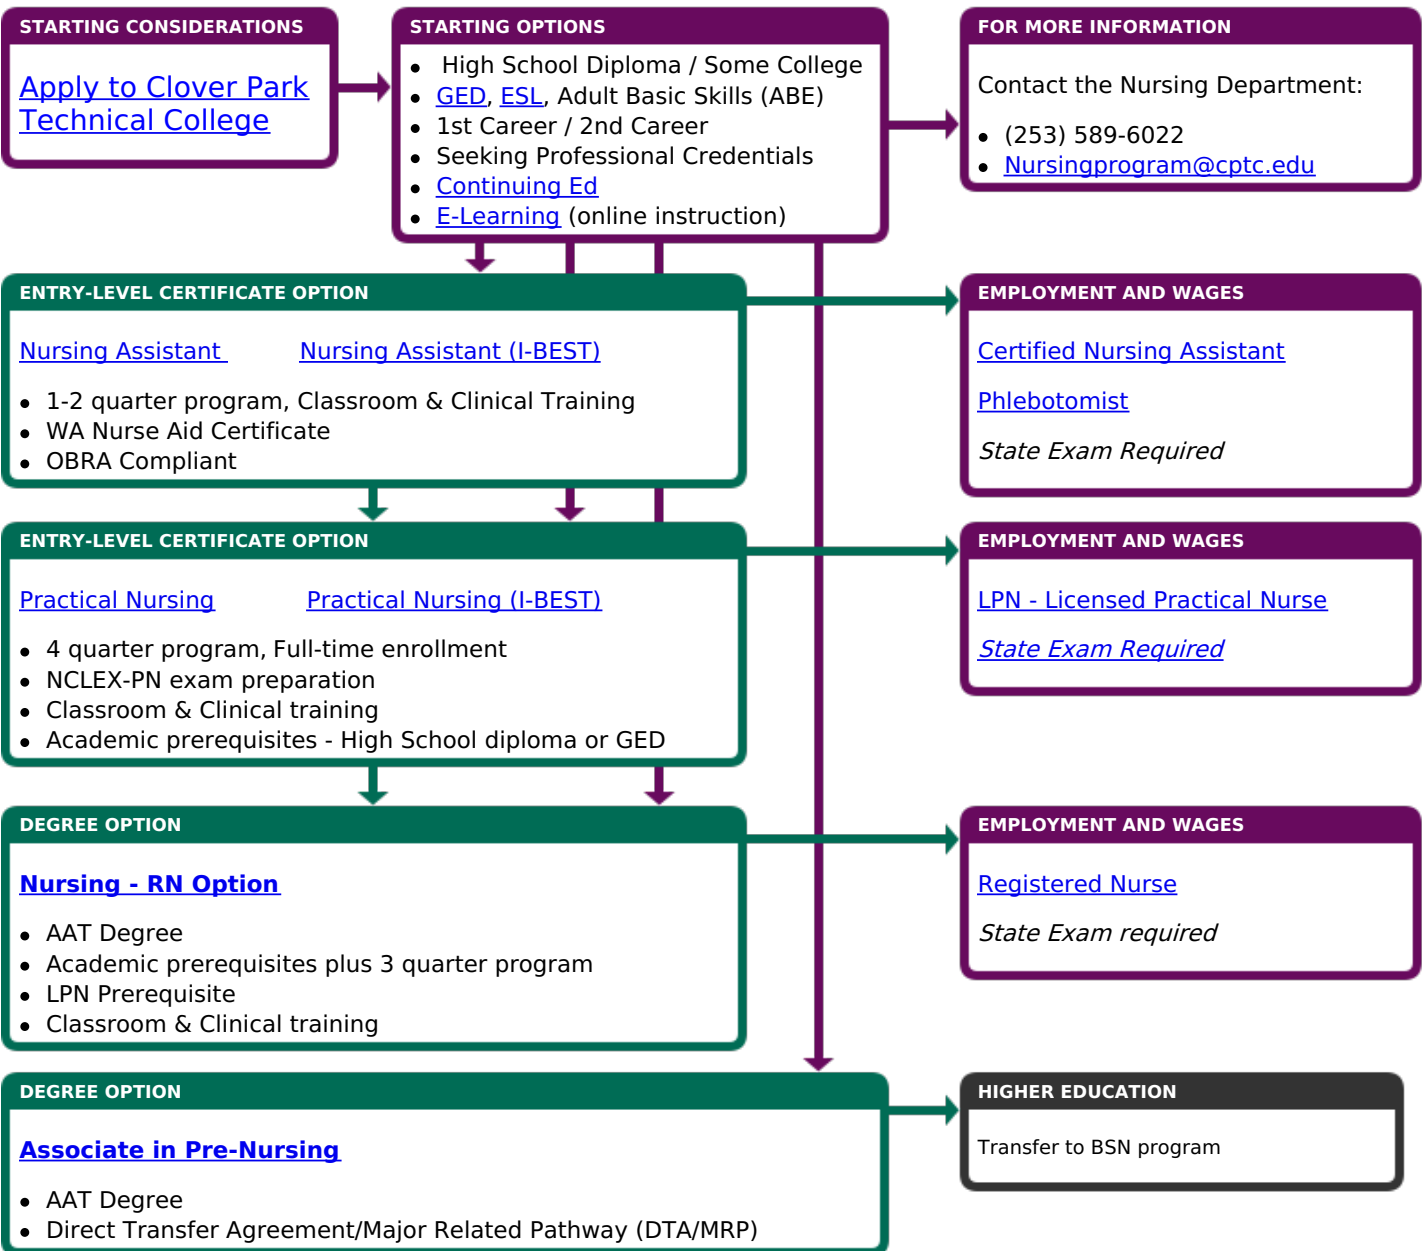 STARTING CONSIDERATIONS
Apply to Clover Park
Technical College
STARTING OPTIONS
High School Diploma / Some College
GED, ESL, Adult Basic Skills (ABE)
1st Career / 2nd Career
Seeking Professional Credentials
Continuing Ed
E-Learning (online instruction)
FOR MORE INFORMATION
Contact the Nursing Department:
(253) 589-6022
Nursingprogram@cptc.edu
ENTRY-LEVEL CERTIFICATE OPTION
Nursing Assistant Nursing Assistant (I-BEST)
1-2 quarter program, Classroom & Clinical Training
WA Nurse Aid Certificate
OBRA Compliant
EMPLOYMENT AND WAGES
Certified Nursing Assistant
Phlebotomist
State Exam Required
ENTRY-LEVEL CERTIFICATE OPTION
Practical Nursing Practical Nursing (I-BEST)
4 quarter program, Full-time enrollment
NCLEX-PN exam preparation
Classroom & Clinical training
Academic prerequisites - High School diploma or GED
EMPLOYMENT AND WAGES
LPN - Licensed Practical Nurse
State Exam Required
DEGREE OPTION
Nursing - RN Option
AAT Degree
Academic prerequisites plus 3 quarter program
LPN Prerequisite
Classroom & Clinical training
EMPLOYMENT AND WAGES
Registered Nurse
State Exam required
DEGREE OPTION
Associate in Pre-Nursing
AAT Degree
Direct Transfer Agreement/Major Related Pathway (DTA/MRP)
HIGHER EDUCATION
Transfer to BSN program